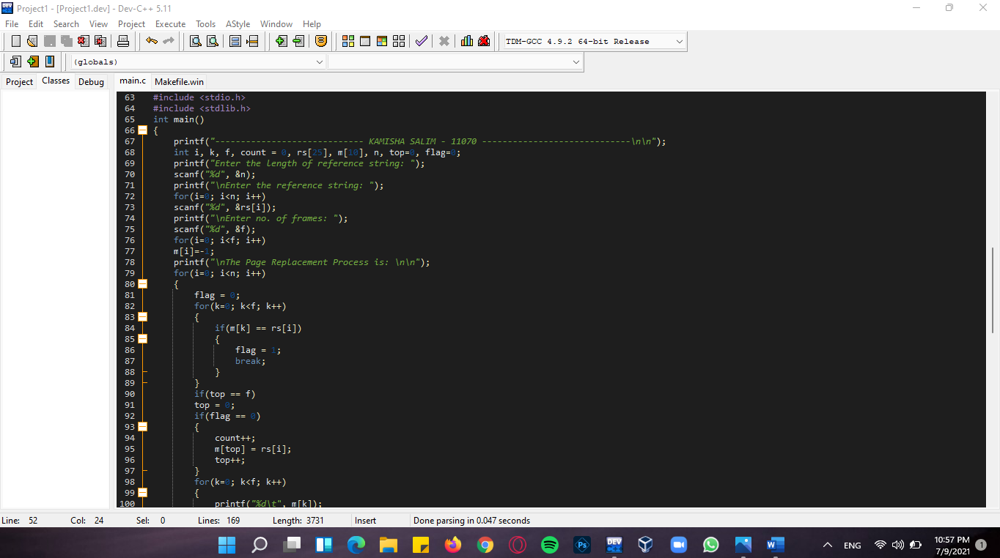 Project1 - [Project1.dev] - Dev-C++ 5.11
File Edit Search View Project Execute Tools AStyle Window Help
TDM-GCC 4.9.2 64-bit Release
(globals)
Project Classes Debug main.c Makefile.win
63 #include <stdio.h>
64 #include <stdlib.h>
65 int main()
66 {
67 printf("----------------------------- KAMISHA SALIM - 11070 -----------------------------\n\n");
68 int i, k, f, count = 0, rs[25], m[10], n, top=0, flag=0;
69 printf("Enter the length of reference string: ");
70 scanf("%d", &n);
71 printf("\nEnter the reference string: ");
72 for(i=0; i<n; i++)
73 scanf("%d", &rs[i]);
74 printf("\nEnter no. of frames: ");
75 scanf("%d", &f);
76 for(i=0; i<f; i++)
77 m[i]=-1;
78 printf("\nThe Page Replacement Process is: \n\n");
79 for(i=0; i<n; i++)
80 {
81 flag = 0;
82 for(k=0; k<f; k++)
83 {
84 if(m[k] == rs[i])
85 {
86 flag = 1;
87 break;
88 }
89 }
90 if(top == f)
91 top = 0;
92 if(flag == 0)
93 {
94 count++;
95 m[top] = rs[i];
96 top++;
97 }
98 for(k=0; k<f; k++)
99 {
100 printf("%d\t", m[k]);
Line: 52 Col: 24 Sel: 0 Lines: 169 Length: 3731 Insert Done parsing in 0.047 seconds
Ps DEV W ENG 10:57 PM 1
7/9/2021